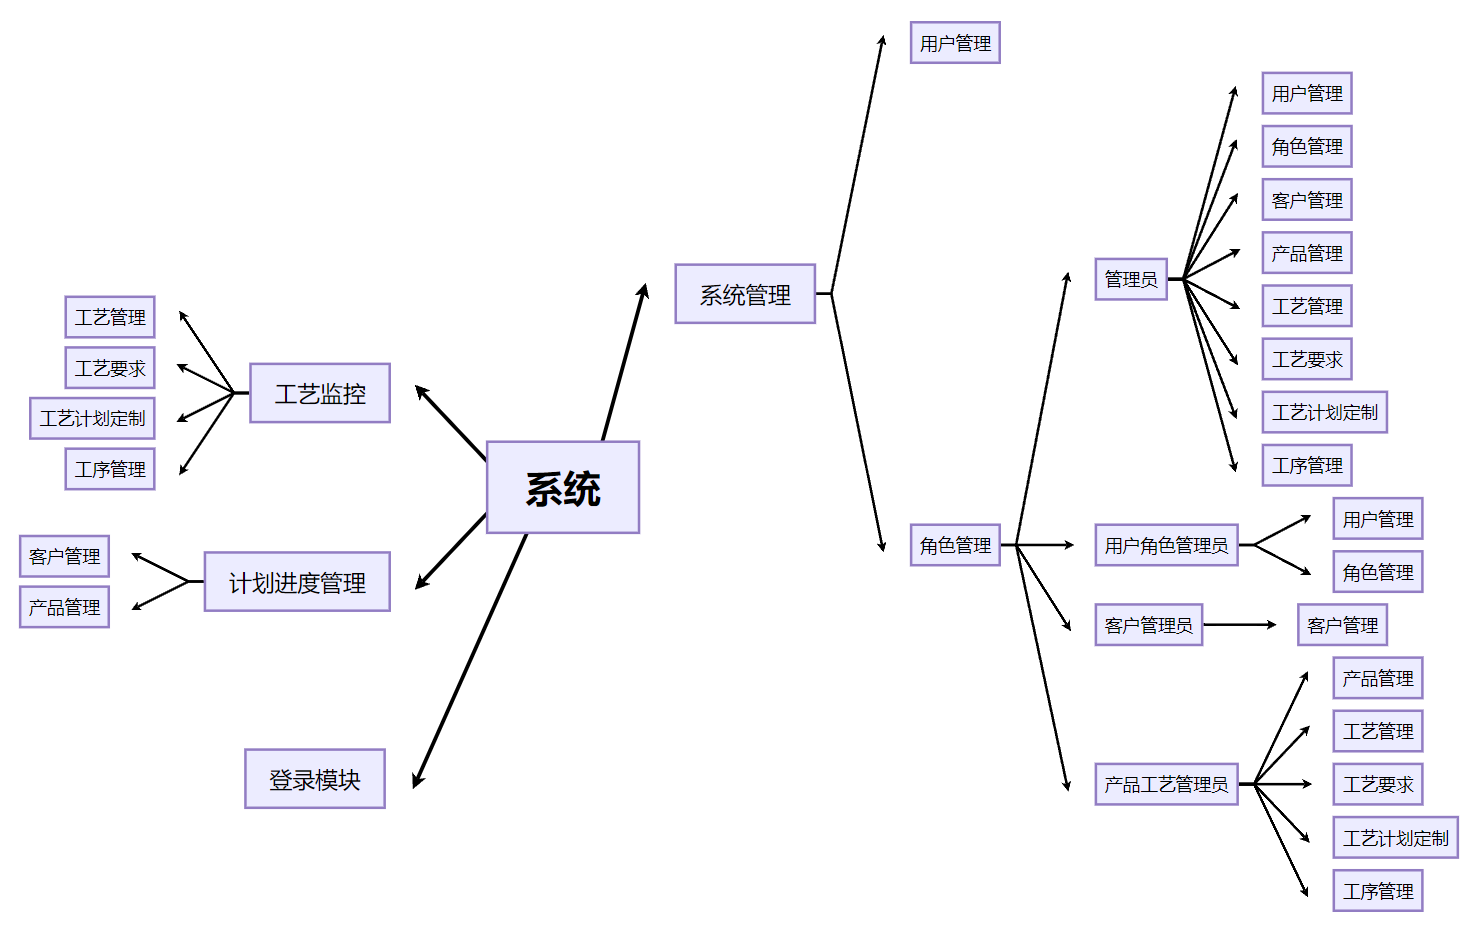 系统
系统管理
用户管理
角色管理
管理员
用户管理
角色管理
客户管理
产品管理
工艺管理
工艺要求
工艺计划定制
工序管理
用户角色管理员
用户管理
角色管理
客户管理员
客户管理
产品工艺管理员
产品管理
工艺管理
工艺要求
工艺计划定制
工序管理
工艺监控
工艺管理
工艺要求
工艺计划定制
工序管理
计划进度管理
客户管理
产品管理
登录模块